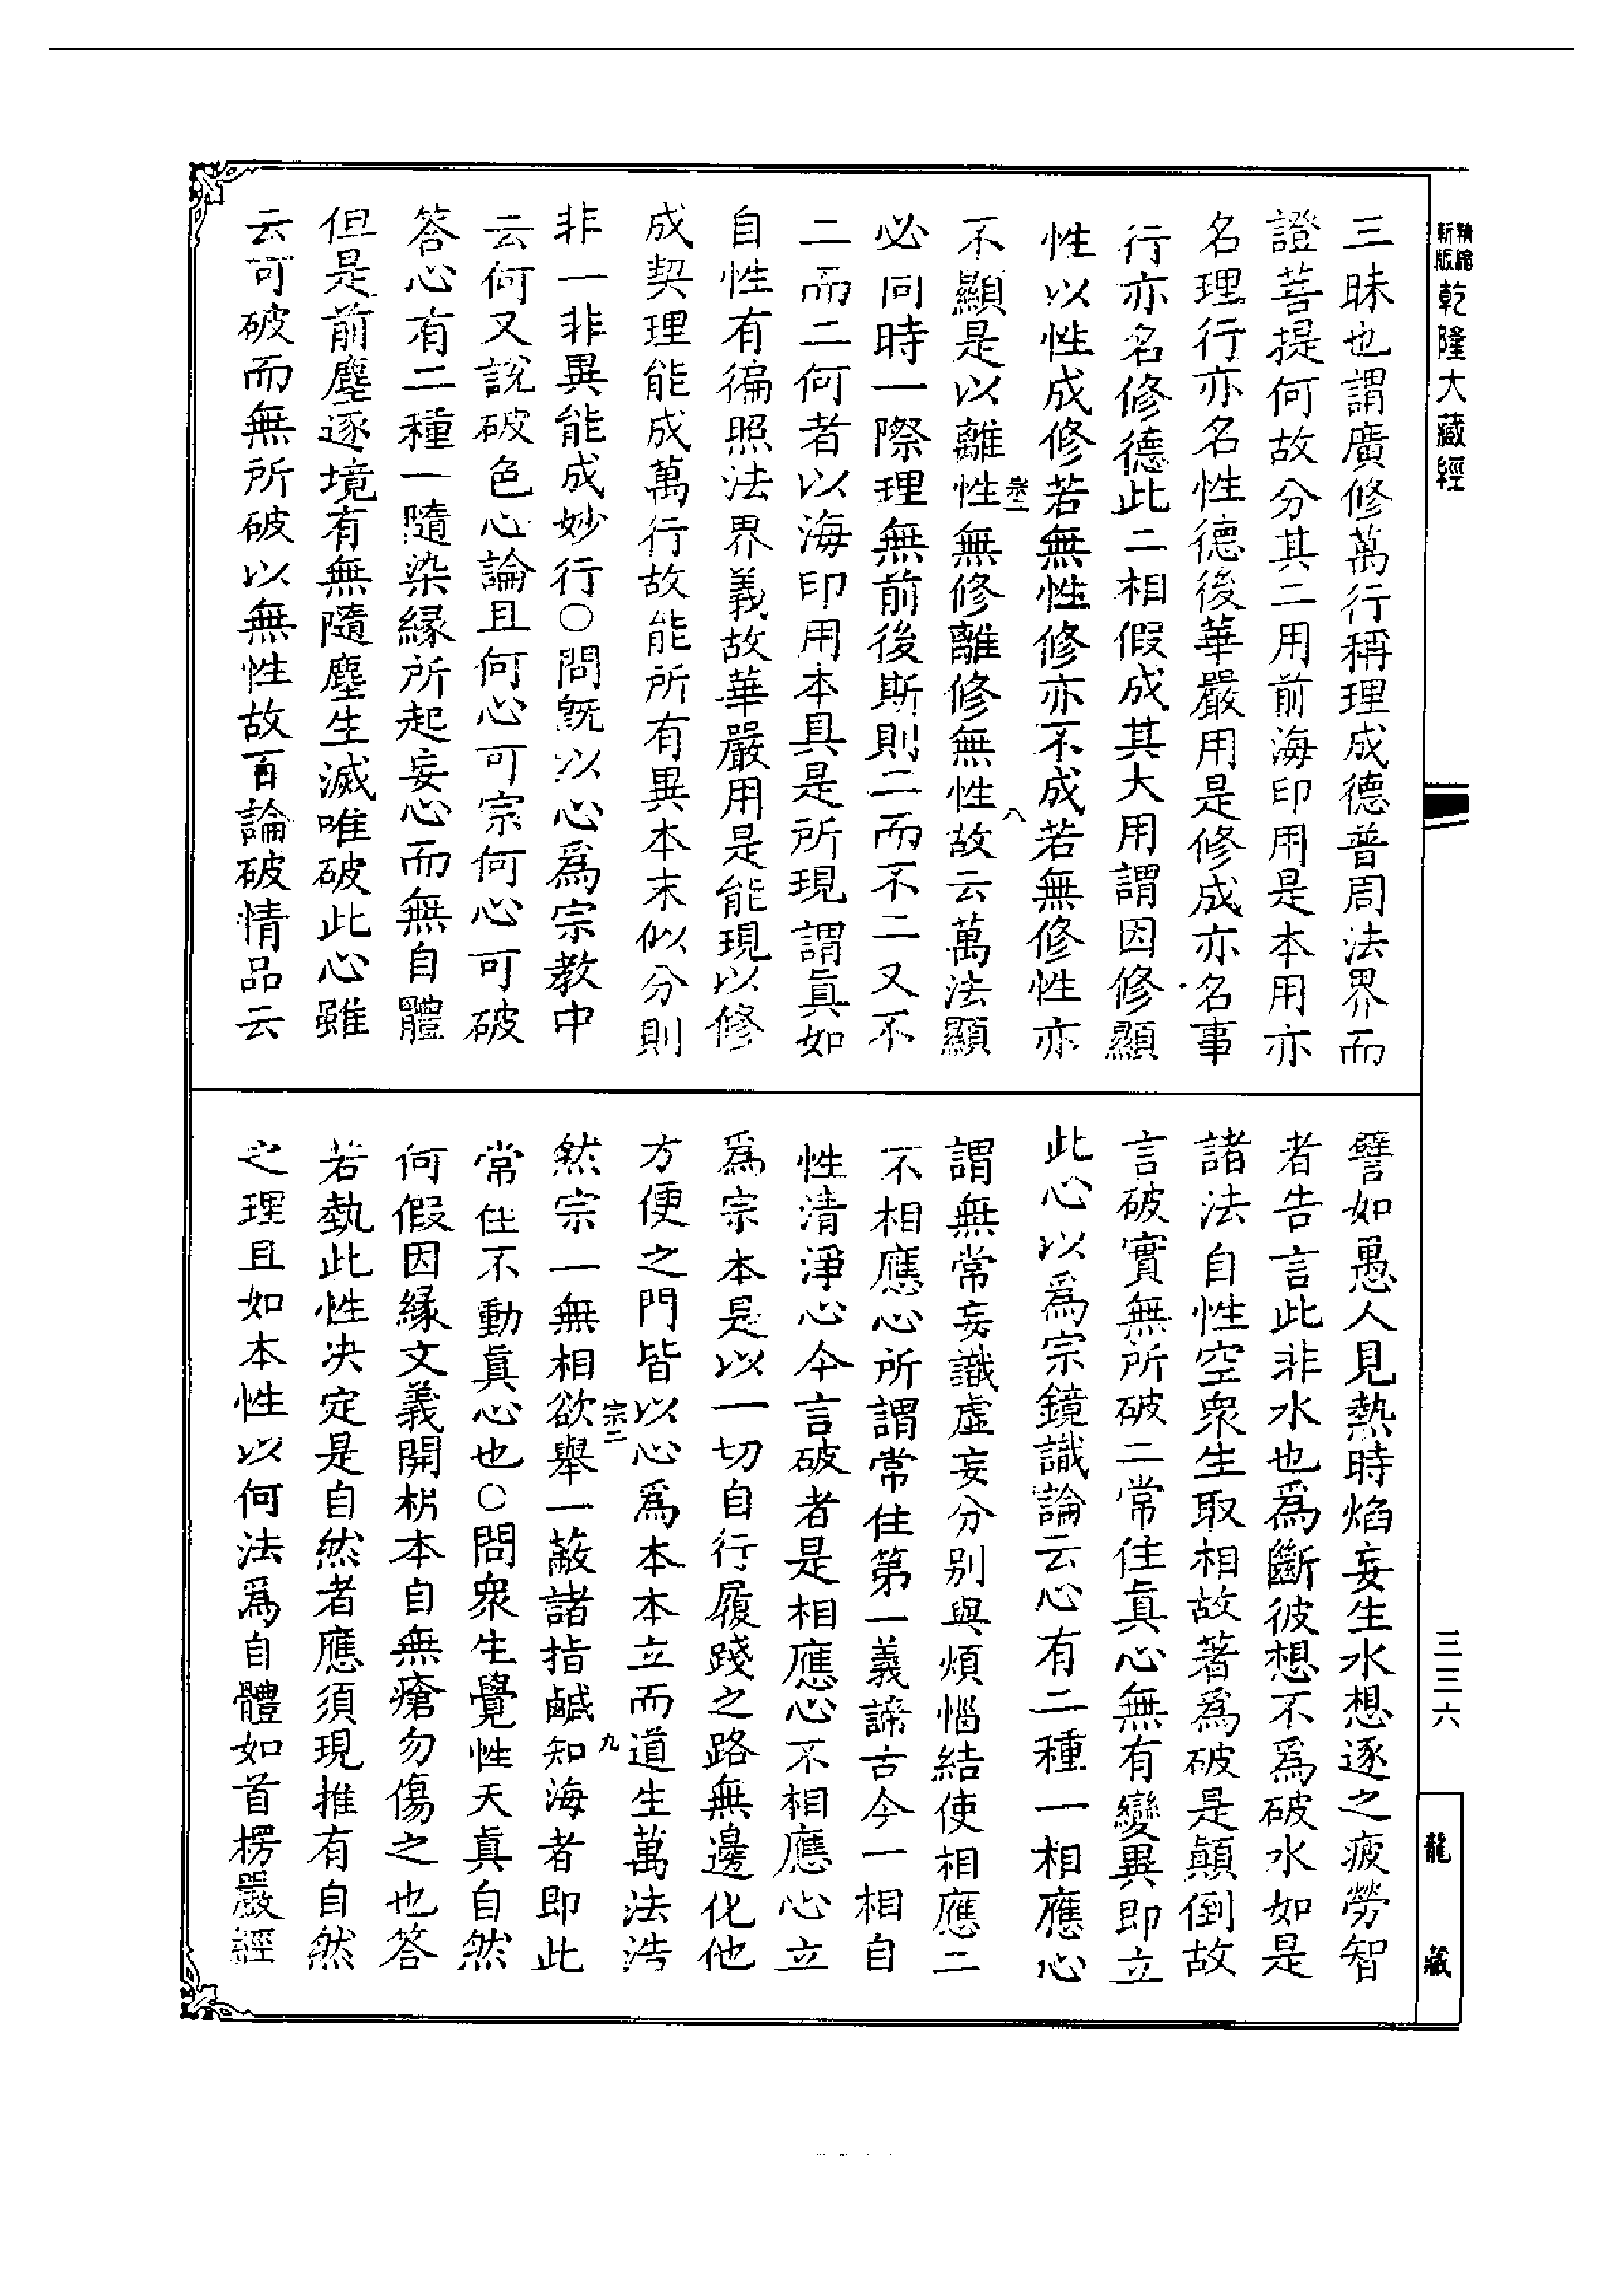 精縮
新版
乾隆大藏經
三昧也謂廣修萬行稱理成德普周法界而
證菩提何故分其二用前海印用是本用亦
名理行亦名性德後華嚴用是修成亦名事
行亦名修德此二相假成其大用謂因修顯
性以性成修若無性修亦不成若無修性亦
不顯是以離性無修離修無性故云萬法顯
必同時一際理無前後斯則二而不二又不
二而二何者以海印用本具是所現謂真如
自性有徧照法界義故華嚴用是能現以修
成契理能成萬行故能所有異本末似分則
非一非異能成妙行○問旣以心爲宗教中
云何又說破色心論且何心可宗何心可破
答心有二種一隨染緣所起妄心而無自體
但是前塵逐境有無隨塵生滅唯破此心雖
云可破而無所破以無性故百論破情品云
八
譬如愚人見熱時焰妄生水想逐之疲勞智
者告言此非水也爲斷彼想不爲破水如是
諸法自性空衆生取相故著爲破是顛倒故
言破實無所破二常住眞心無有變異即立
此心以爲宗鏡識論云心有二種一相應心
謂無常妄識虛妄分别與煩惱結使相應二
不相應心所謂常住第一義諦古今一相自
性清淨心今言破者是相應心不相應心立
爲宗本是以一切自行履踐之路無邊化他
方便之門皆以心爲本本立而道生萬法浩
然宗一無相欲舉一蔽諸指鹹知海者即此
常住不動眞心也○問衆生覺性天眞自然
何假因緣文義開析本自無瘡勿傷之也答
若執此性决定是自然者應須現推有自然
之理且如本性以何法爲自體如首楞嚴經
宗二
九
三三六
龍藏